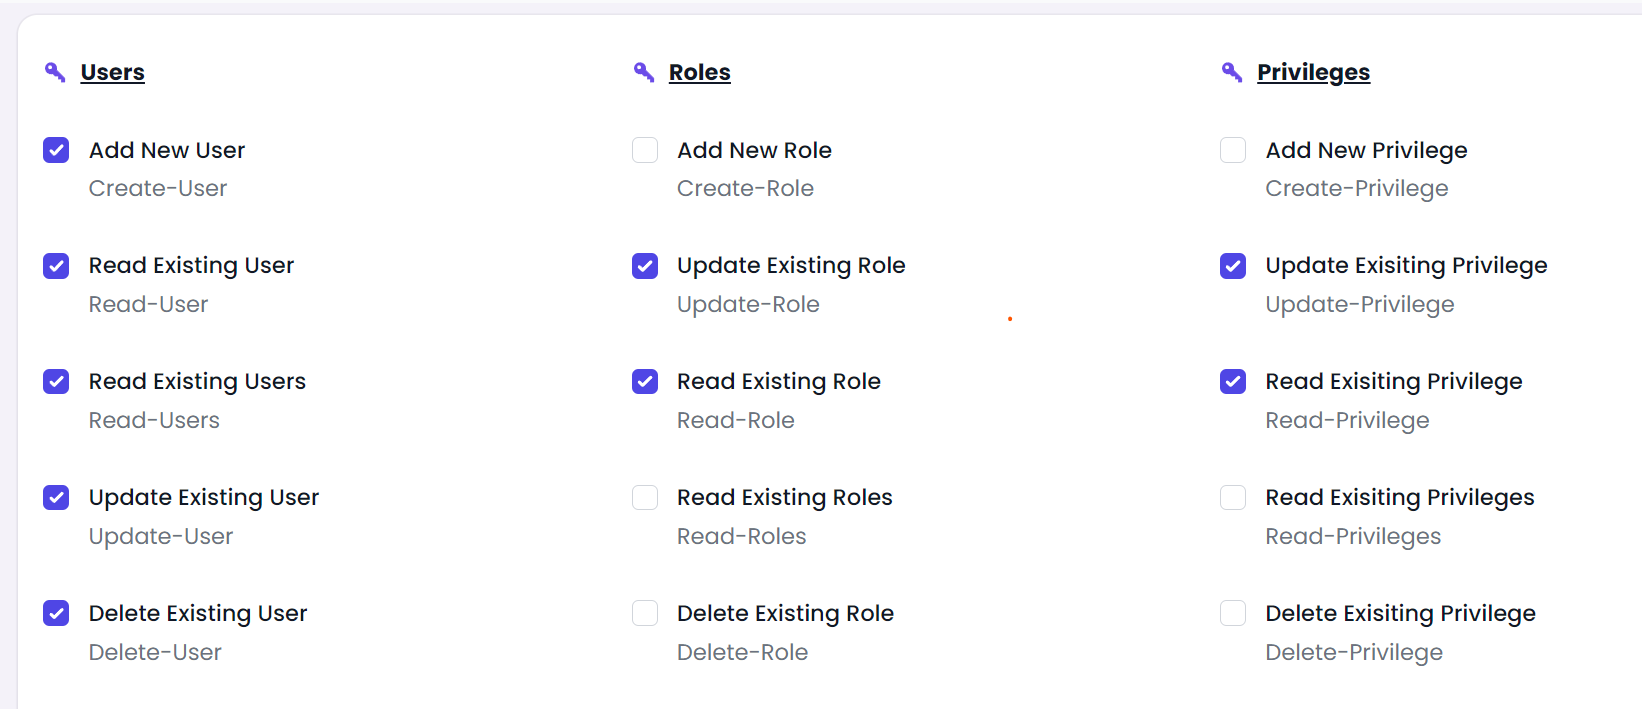 Users
Add New User
Create-User
Read Existing User
Read-User
Read Existing Users
Read-Users
Update Existing User
Update-User
Delete Existing User
Delete-User
Roles
Add New Role
Create-Role
Update Existing Role
Update-Role
Read Existing Role
Read-Role
Read Existing Roles
Read-Roles
Delete Existing Role
Delete-Role
Privileges
Add New Privilege
Create-Privilege
Update Exisiting Privilege
Update-Privilege
Read Exisiting Privilege
Read-Privilege
Read Exisiting Privileges
Read-Privileges
Delete Exisiting Privilege
Delete-Privilege